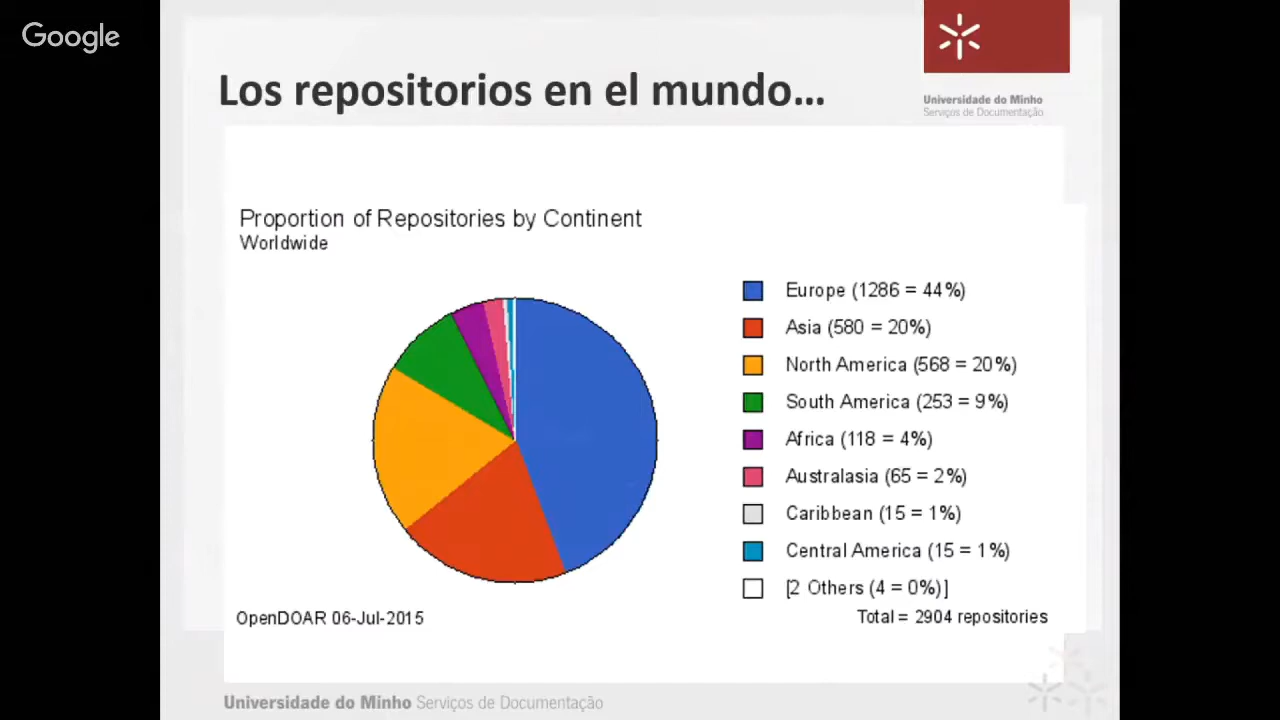 Google
Los repositorios en el mundo...
Universidade do Minho
Serviços de Documentação
Proportion of Repositories by Continent
Worldwide
Europe (1286 = 44%)
Asia (580 = 20%)
North America (568 = 20%)
South America (253 = 9%)
Africa (118 = 4%)
Australasia (65 = 2%)
Caribbean (15 = 1%)
Central America (15 = 1%)
[2 Others (4 = 0%)]
OpenDOAR 06-Jul-2015
Total = 2904 repositories
Universidade do Minho Serviços de Documentação